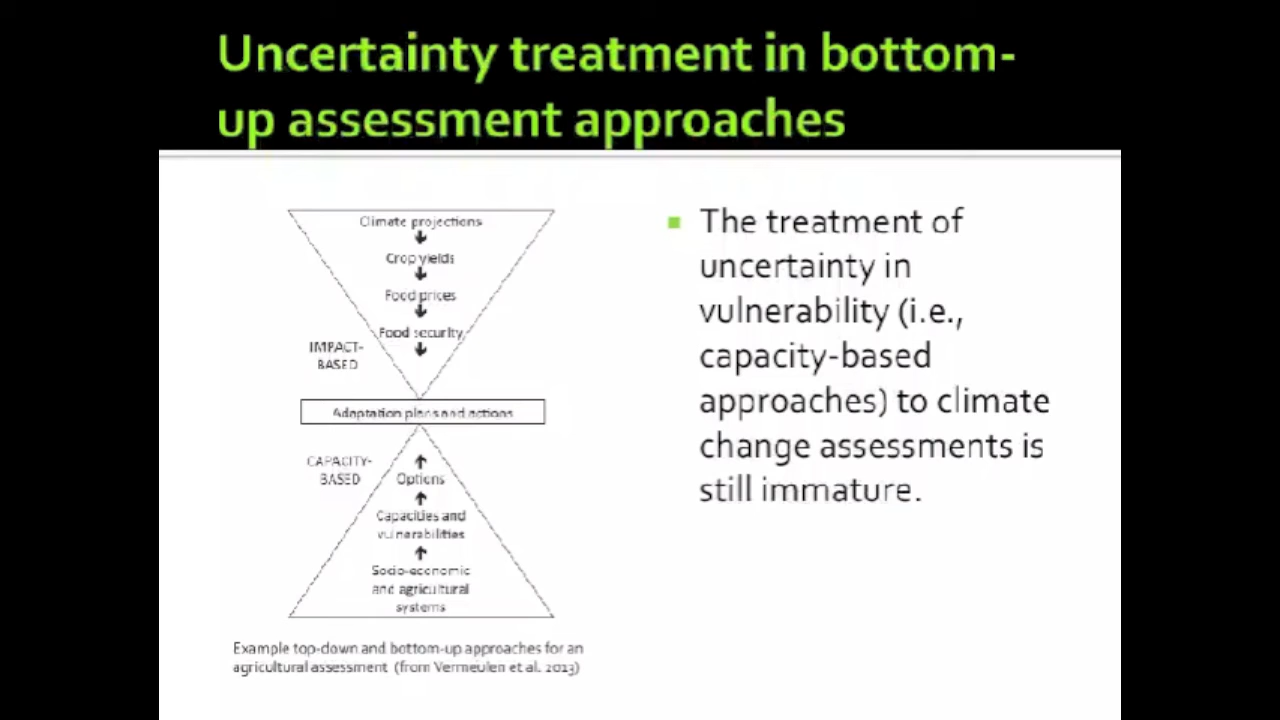 Uncertainty treatment in bottom-
up assessment approaches
Climate projections
Crop yields
Food prices
Food security
IMPACT-
BASED
Adaptation plans and actions
CAPACITY-
BASED
Options
Capacities and
vulnerabilities
Socio-economic
and agricultural
systems
Example top-down and bottom-up approaches for an
agricultural assessment (from Vermeulen et al. 2013)
The treatment of
uncertainty in
vulnerability (i.e.,
capacity-based
approaches) to climate
change assessments is
still immature.